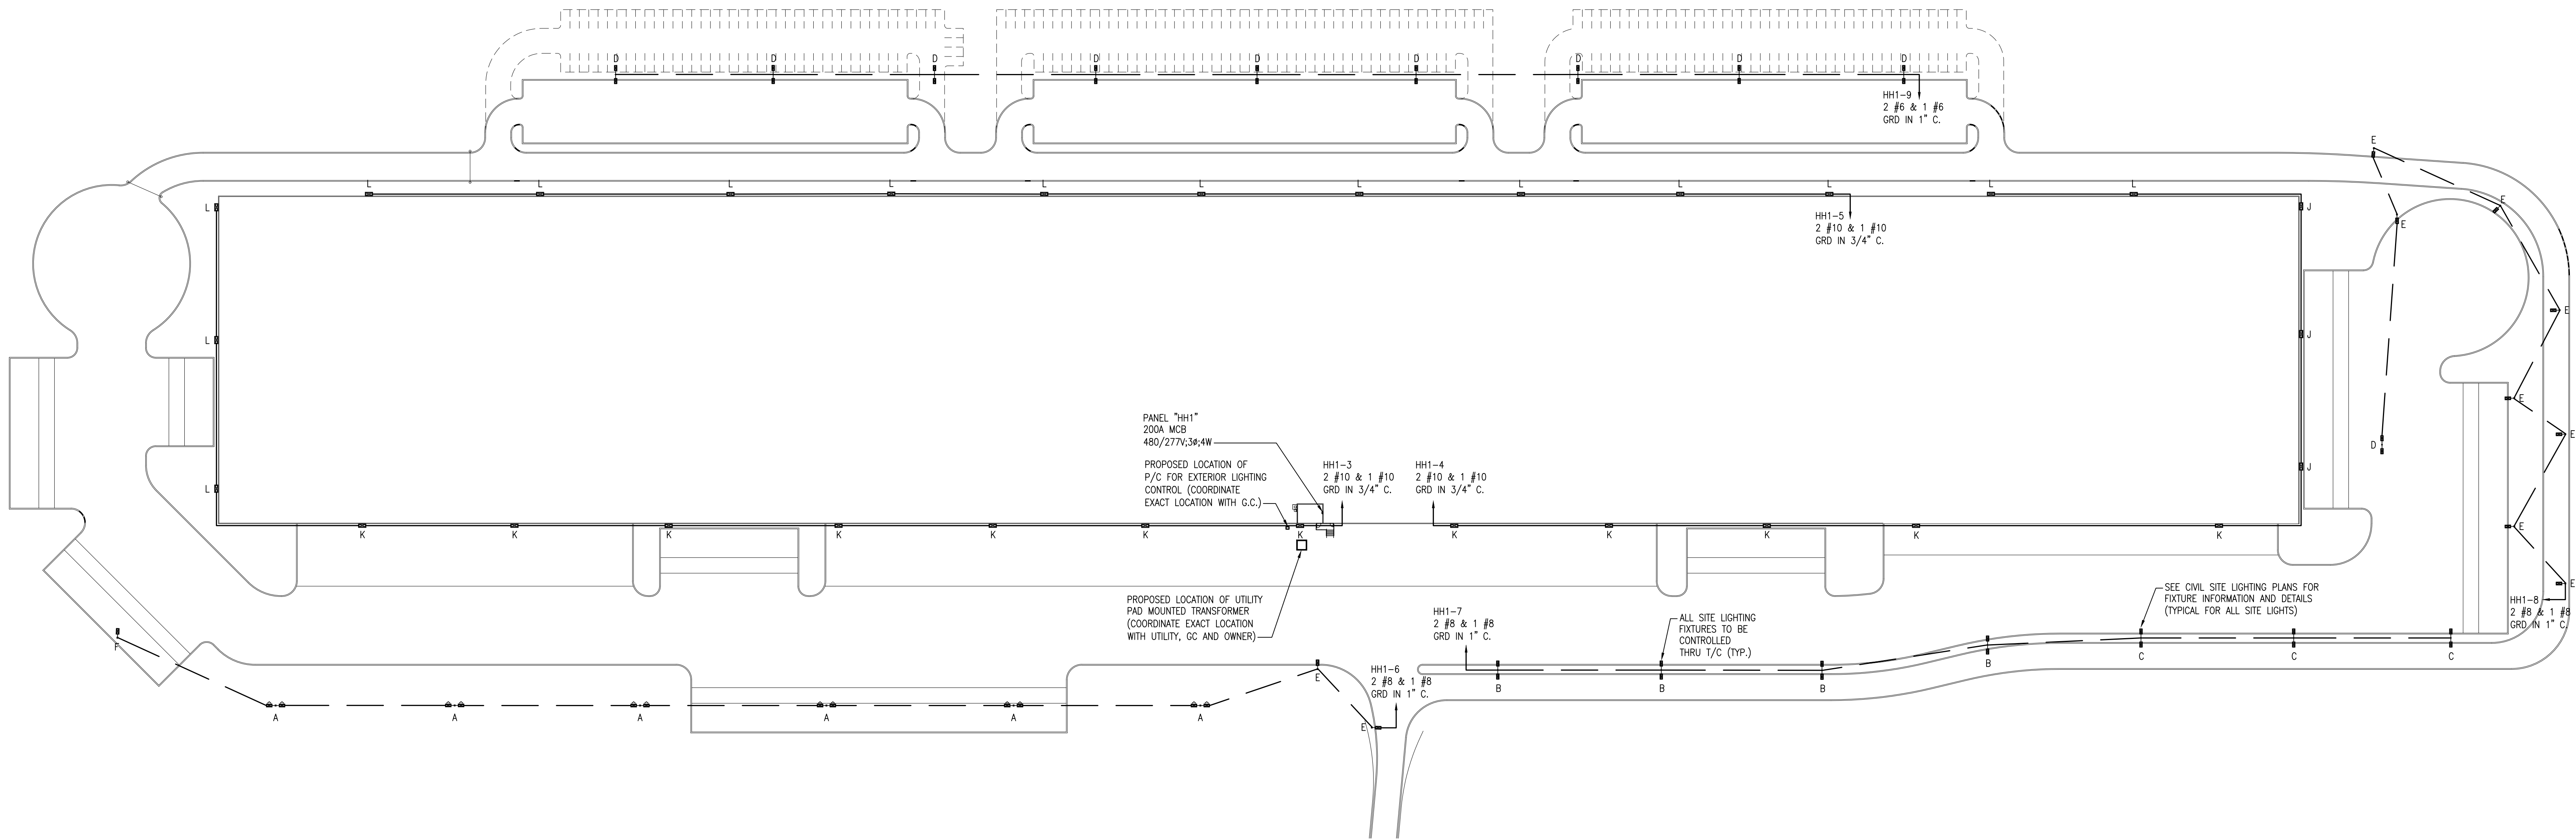 D D D D D D D D D
HH1-9
2 #6 & 1 #6
GRD IN 1" C.
E
L L L L L L L L L L L L
E
L
J
E
HH1-5
2 #10 & 1 #10
GRD IN 3/4" C.
E
L
J
E
PANEL "HH1"
200A MCB
480/277V;3ø;4W
E
D
PROPOSED LOCATION OF
P/C FOR EXTERIOR LIGHTING
CONTROL (COORDINATE
EXACT LOCATION WITH G.C.)
HH1-3
2 #10 & 1 #10
GRD IN 3/4" C.
HH1-4
2 #10 & 1 #10
GRD IN 3/4" C.
J
L
E
K K K K K K K K K K K K
PROPOSED LOCATION OF UTILITY
PAD MOUNTED TRANSFORMER
(COORDINATE EXACT LOCATION
WITH UTILITY, GC AND OWNER)
HH1-7
2 #8 & 1 #8
GRD IN 1" C.
ALL SITE LIGHTING
FIXTURES TO BE
CONTROLLED
THRU T/C (TYP.)
SEE CIVIL SITE LIGHTING PLANS FOR
FIXTURE INFORMATION AND DETAILS
(TYPICAL FOR ALL SITE LIGHTS)
E
HH1-8
2 #8 & 1 #8
GRD IN 1" C.
F
B C C C
E
HH1-6
2 #8 & 1 #8
GRD IN 1" C.
B B B
A A A A A A
E